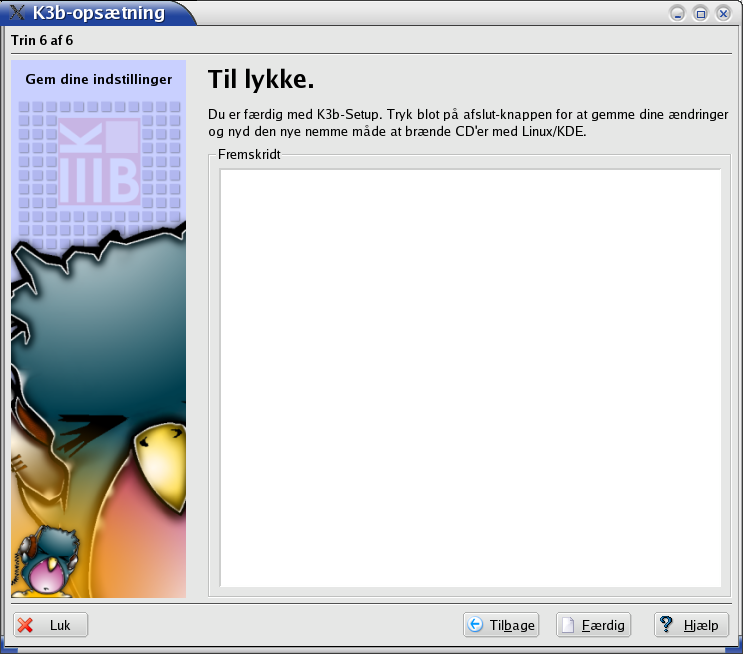 K3b-opsætning
Trin 6 af 6
Gem dine indstillinger
K
IIIB
Til lykke.
Du er færdig med K3b-Setup. Tryk blot på afslut-knappen for at gemme dine ændringer
og nyd den nye nemme måde at brænde CD'er med Linux/KDE.
Fremskridt
Luk
Tilbage
Færdig
Hjælp